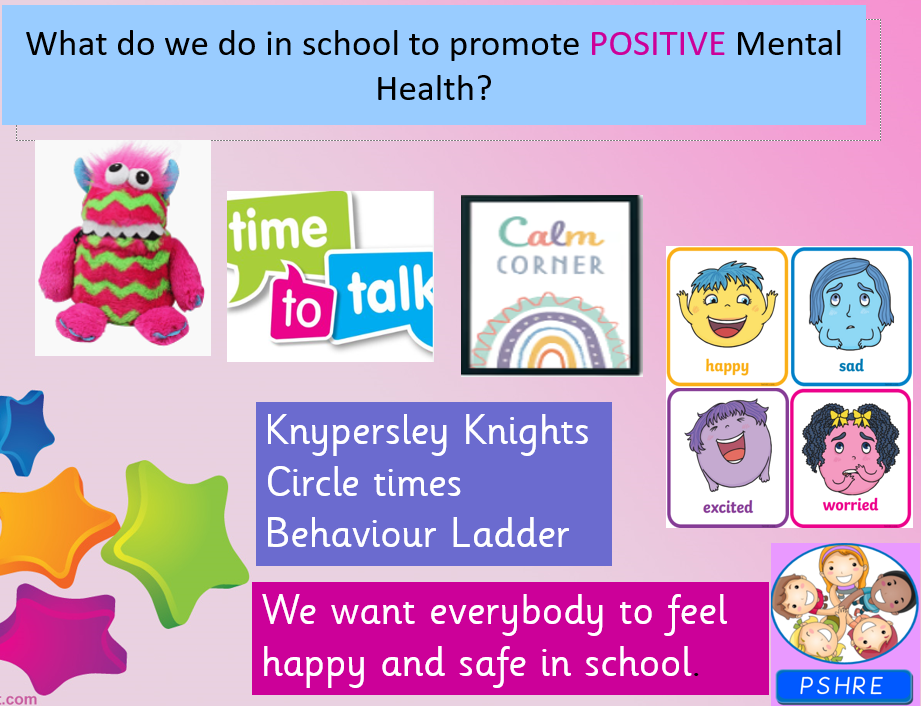 What do we do in school to promote POSITIVE Mental
Health?
time
to
talk
Calm
CORNER
happy
sad
excited
worried
Knypersley Knights
Circle times
Behaviour Ladder
We want everybody to feel
happy and safe in school.
PSHRE
t.com